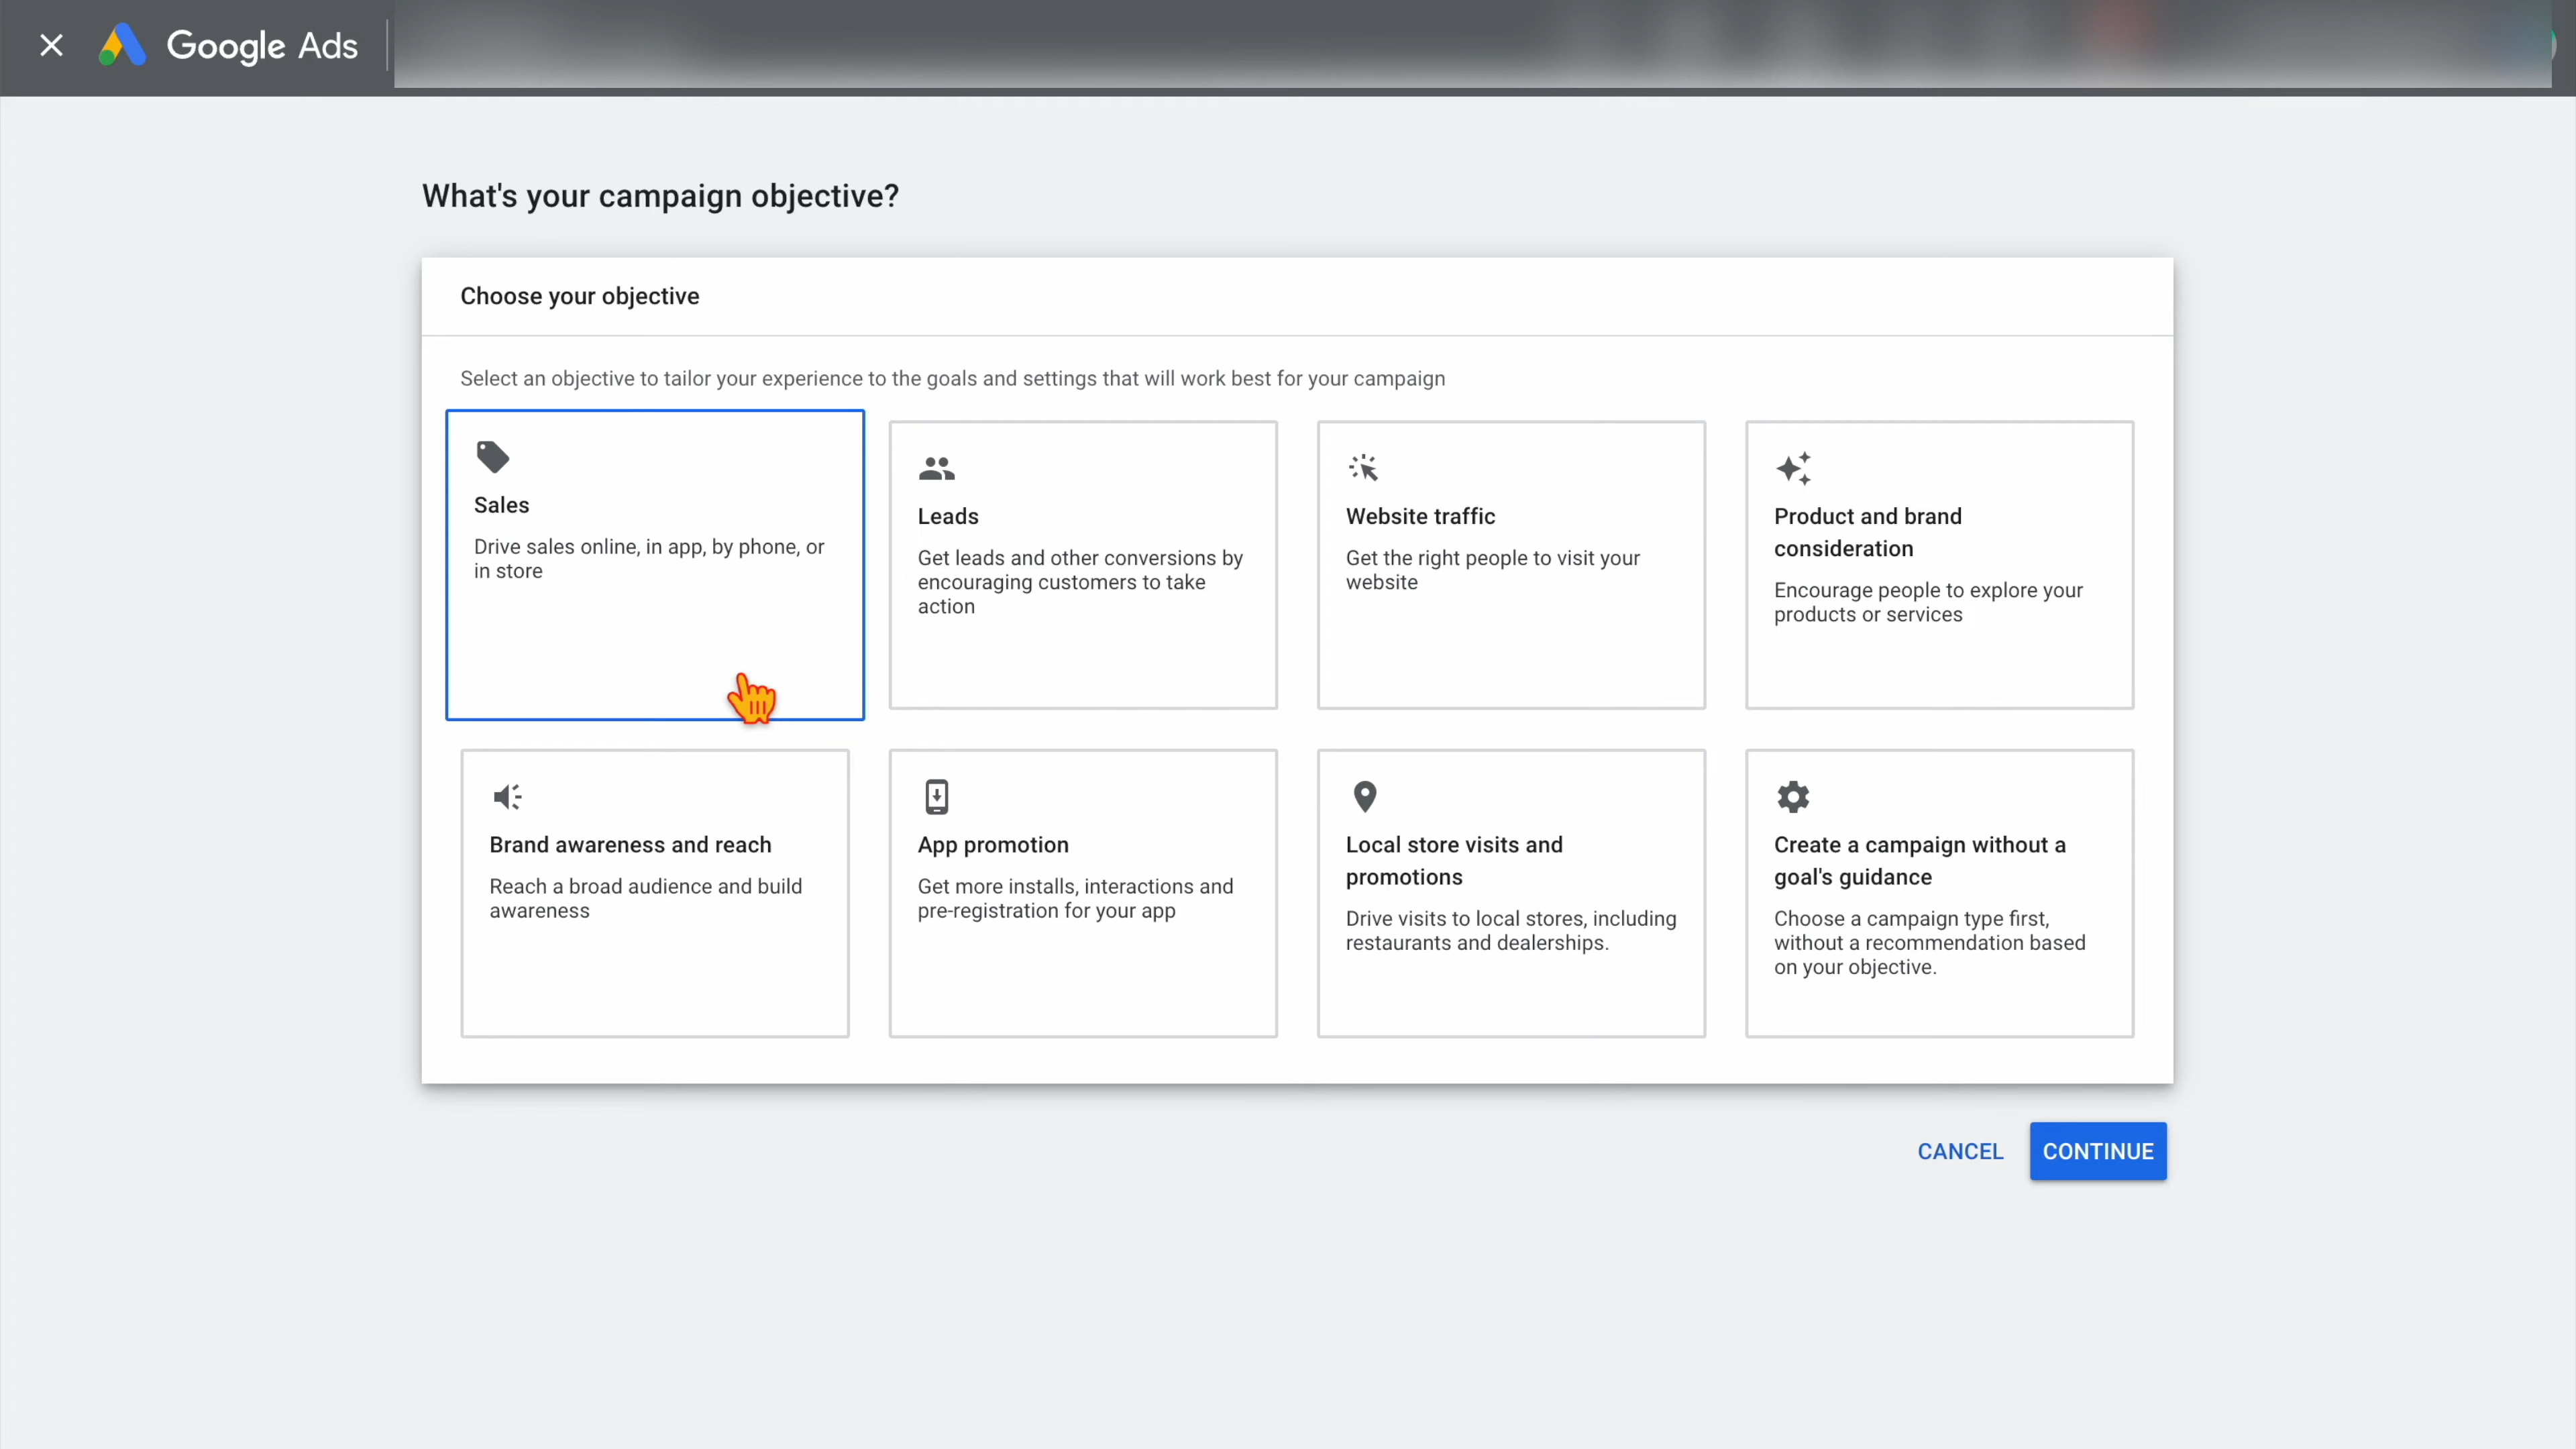 Google Ads
What's your campaign objective?
Choose your objective
Select an objective to tailor your experience to the goals and settings that will work best for your campaign
Sales
Drive sales online, in app, by phone, or
in store
Leads
Get leads and other conversions by
encouraging customers to take
action
Website traffic
Get the right people to visit your
website
Product and brand
consideration
Encourage people to explore your
products or services
Brand awareness and reach
Reach a broad audience and build
awareness
App promotion
Get more installs, interactions and
pre-registration for your app
Local store visits and
promotions
Drive visits to local stores, including
restaurants and dealerships.
Create a campaign without a
goal's guidance
Choose a campaign type first,
without a recommendation based
on your objective.
CANCEL
CONTINUE